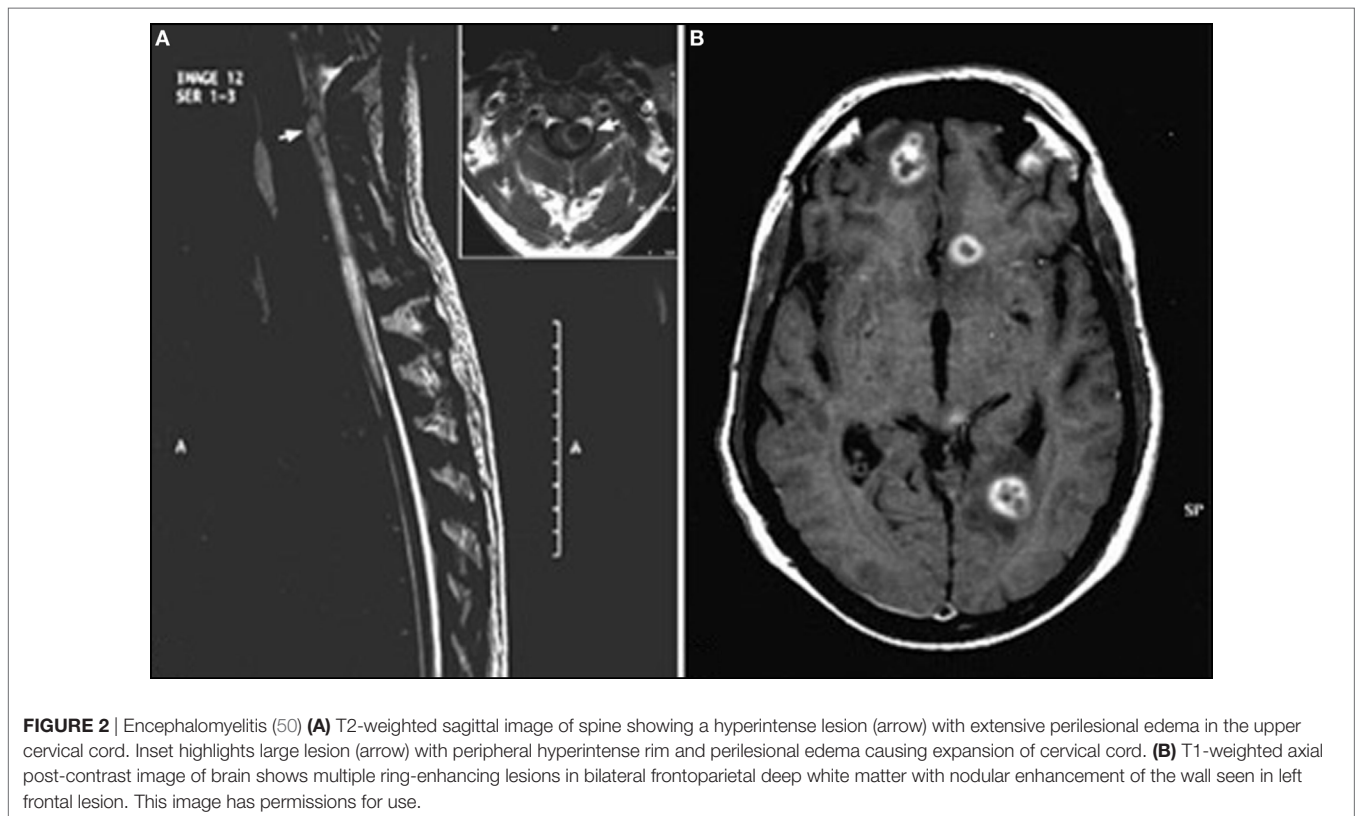 A
IMAGE 12
SER 1-3
A
A
B
SP
FIGURE 2 | Encephalomyelitis (50) (A) T2-weighted sagittal image of spine showing a hyperintense lesion (arrow) with extensive perilesional edema in the upper
cervical cord. Inset highlights large lesion (arrow) with peripheral hyperintense rim and perilesional edema causing expansion of cervical cord. (B) T1-weighted axial
post-contrast image of brain shows multiple ring-enhancing lesions in bilateral frontoparietal deep white matter with nodular enhancement of the wall seen in left
frontal lesion. This image has permissions for use.